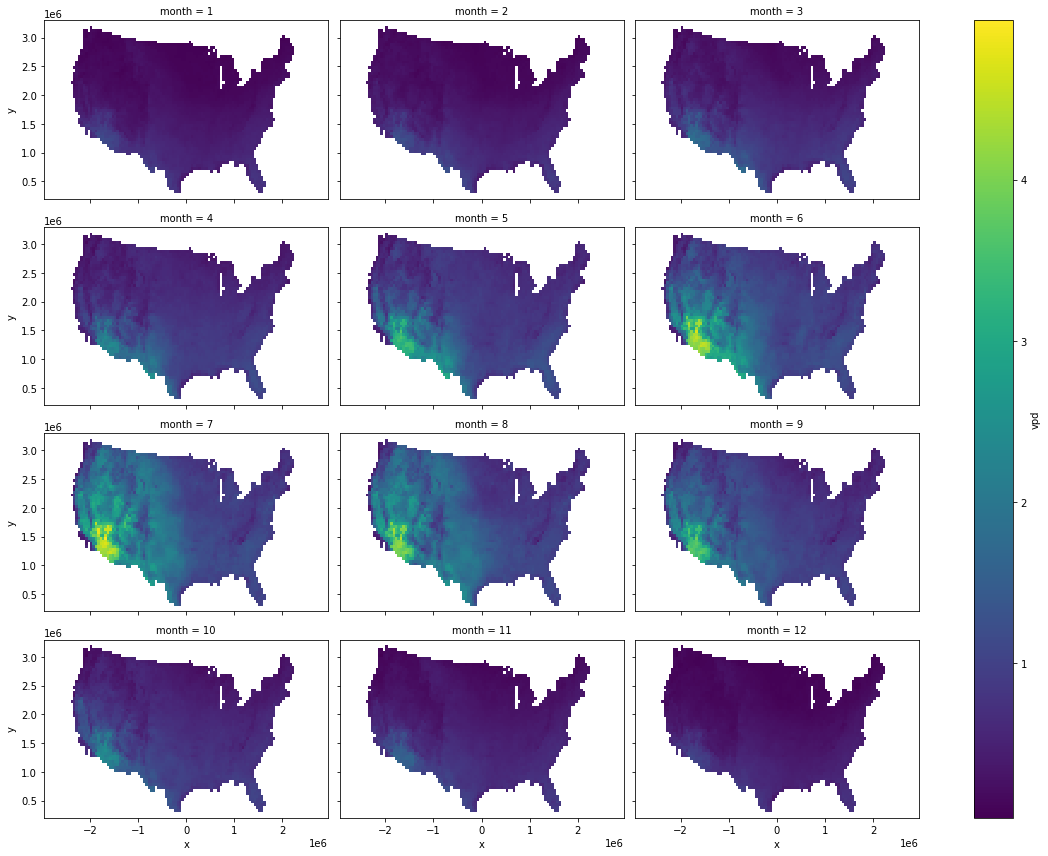 month = 1
month = 2
month = 3
1e6
3.0
2.5
2.0
1.5
1.0
0.5
y
month = 4
month = 5
month = 6
1e6
3.0
2.5
2.0
1.5
1.0
0.5
y
month = 7
month = 8
month = 9
1e6
3.0
2.5
2.0
1.5
1.0
0.5
y
month = 10
month = 11
month = 12
1e6
3.0
2.5
2.0
1.5
1.0
0.5
y
−2 −1 0 1 2
x 1e6
−2 −1 0 1 2
x 1e6
−2 −1 0 1 2
x 1e6
4
3
2
1
vpd